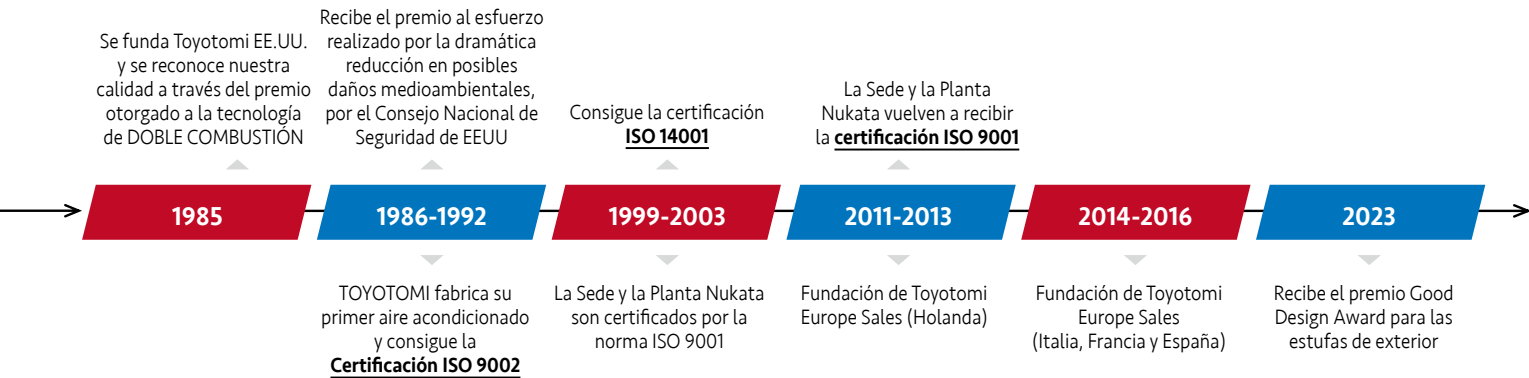 Se funda Toyotomi EE.UU.
y se reconoce nuestra
calidad a través del premio
otorgado a la tecnología
de DOBLE COMBUSTIÓN
Recibe el premio al esfuerzo
realizado por la dramática
reducción en posibles
daños medioambientales,
por el Consejo Nacional de
Seguridad de EEUU
Consigue la certificación
ISO 14001
La Sede y la Planta
Nukata vuelven a recibir
la certificación ISO 9001
1985
1986-1992
1999-2003
2011-2013
2014-2016
2023
TOYOTOMI fabrica su
primer aire acondicionado
y consigue la
Certificación ISO 9002
La Sede y la Planta Nukata
son certificados por la
norma ISO 9001
Fundación de Toyotomi
Europe Sales (Holanda)
Fundación de Toyotomi
Europe Sales
(Italia, Francia y España)
Recibe el premio Good
Design Award para las
estufas de exterior